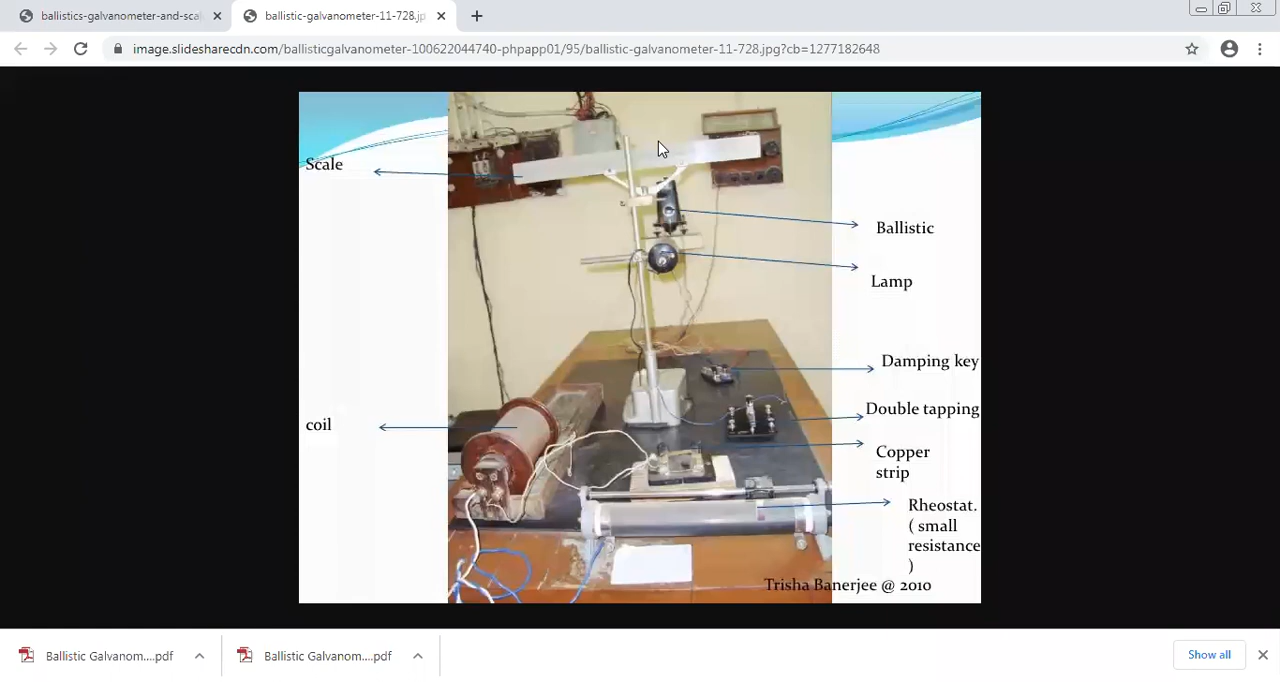 ballistics-galvanometer-and-sca
ballistic-galvanometer-11-728.jp
image.slidesharecdn.com/ballisticgalvanometer-100622044740-phpapp01/95/ballistic-galvanometer-11-728.jpg?cb=1277182648
Scale
Ballistic
Lamp
Damping key
Double tapping
coil
Copper
strip
Rheostat.
( small
resistance
)
Trisha Banerjee @ 2010
Ballistic Galvanom....pdf
Ballistic Galvanom....pdf
Show all